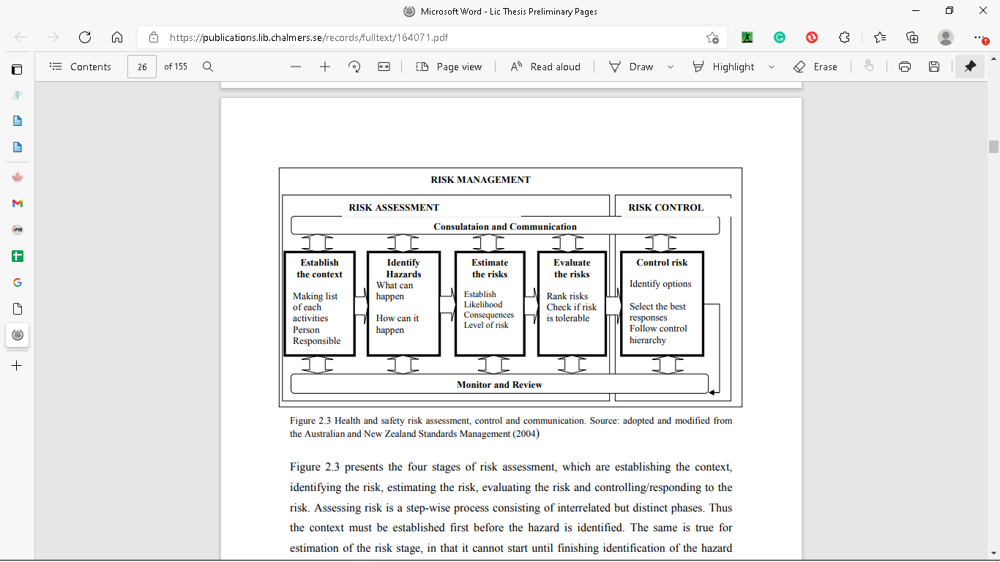 Microsoft Word - Lic Thesis Preliminary Pages
https://publications.lib.chalmers.se/records/fulltext/164071.pdf
Contents
26 of 155
Page view
Read aloud
Draw
Highlight
Erase
RISK MANAGEMENT
RISK ASSESSMENT
RISK CONTROL
Consulataion and Communication
Establish
the context
Making list
of each
activities
Person
Responsible
Identify
Hazards
What can
happen
How can it
happen
Estimate
the risks
Establish
Likelihood
Consequences
Level of risk
Evaluate
the risks
Rank risks
Check if risk
is tolerable
Control risk
Identify options
Select the best
responses
Follow control
hierarchy
Monitor and Review
Figure 2.3 Health and safety risk assessment, control and communication. Source: adopted and modified from
the Australian and New Zealand Standards Management (2004)
Figure 2.3 presents the four stages of risk assessment, which are establishing the context,
identifying the risk, estimating the risk, evaluating the risk and controlling/responding to the
risk. Assessing risk is a step-wise process consisting of interrelated but distinct phases. Thus
the context must be established first before the hazard is identified. The same is true for
estimation of the risk stage, in that it cannot start until finishing identification of the hazard